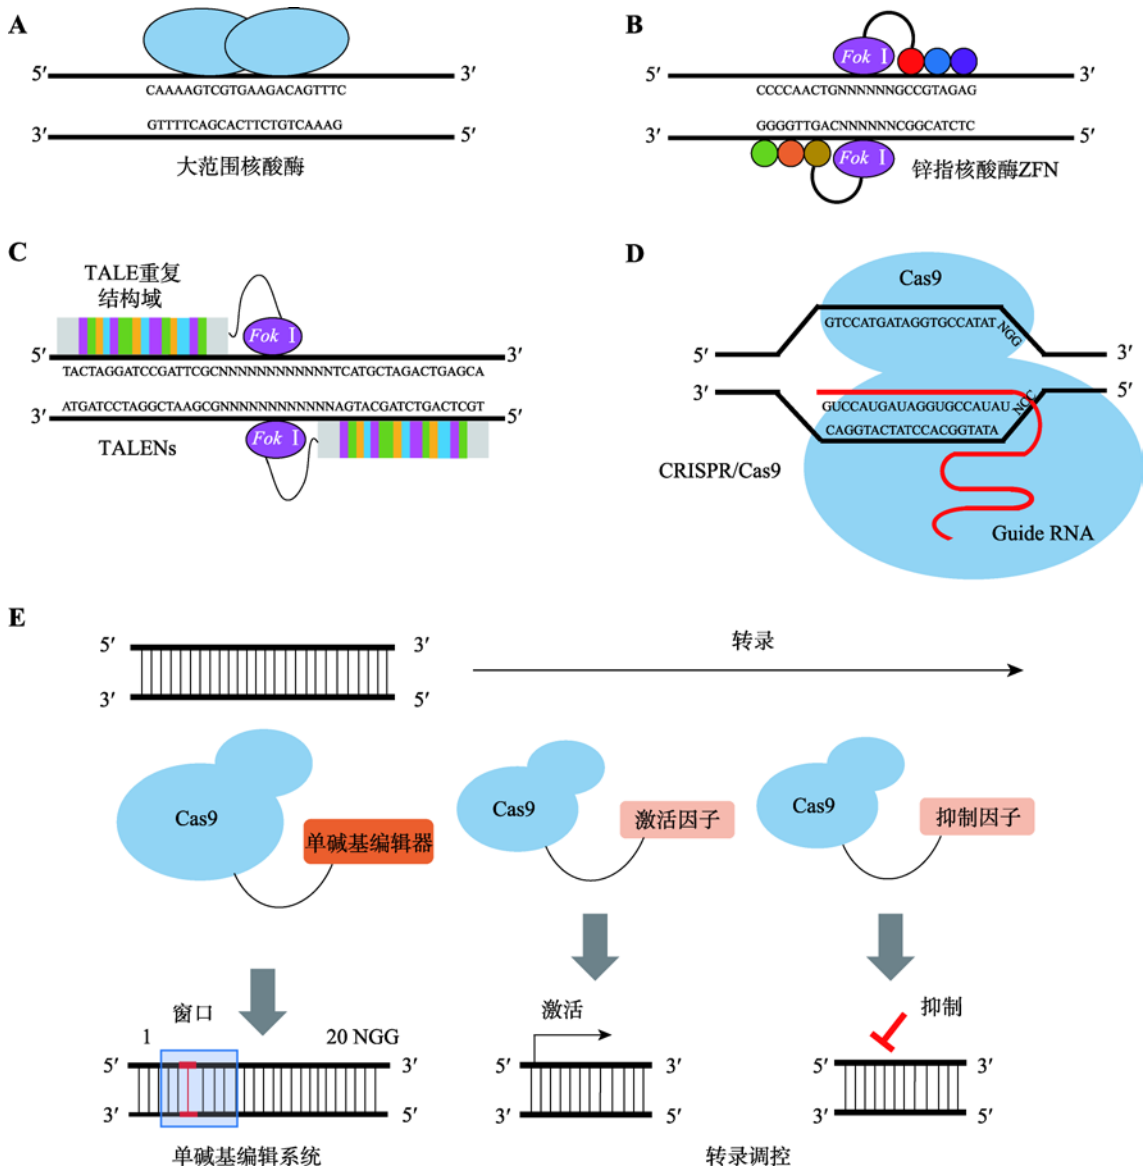 A
5′
3′
CAAAAGTCGTGAAGACAGTTTC
GTTTTCAGCACTTCTGTCAAAG
3′
5′
大范围核酸酶
B
Fok I
5′
3′
CCCCAACTGNNNNNNGCCGTAGAG
GGGGTTGACNNNNNNCGGCATCTC
3′
5′
Fok I
锌指核酸酶ZFN
C
TALE重复
结构域
Fok I
5′
3′
TACTAGGATCCGATTCGCNNNNNNNNNNNNTCATGCTAGACTGAGCA
ATGATCCTAGGCTAAGCGNNNNNNNNNNNNAGTACGATCTGACTCGT
3′
5′
Fok I
TALENs
D
Cas9
GTCCATGATAGGTGCCATAT
NGG
5′
3′
3′
5′
GUCCAUGAUAGGUGCCAUAU
NCC
CAGGTACTATCCACGGTATA
CRISPR/Cas9
Guide RNA
E
5′
3′
3′
5′
转录
Cas9
单碱基编辑器
Cas9
激活因子
Cas9
抑制因子
窗口
1
20 NGG
5′
3′
3′
5′
单碱基编辑系统
激活
5′
3′
3′
5′
抑制
5′
3′
3′
5′
转录调控